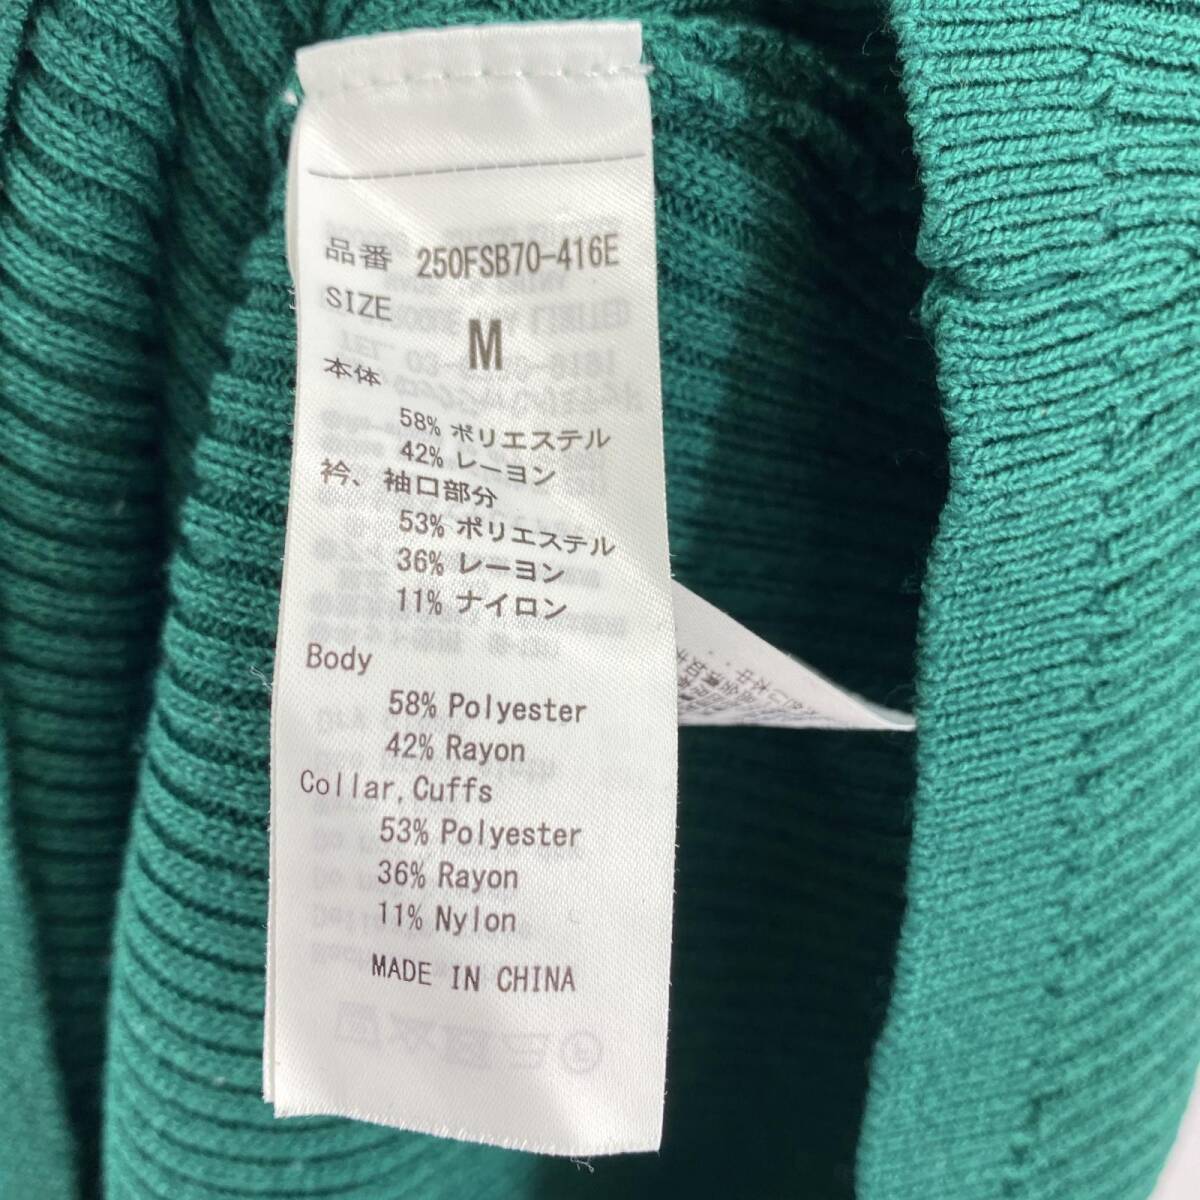 品番 250FSB70-416E
SIZE
M
本体
58% ポリエステル
42% レーヨン
衿、袖口部分
53% ポリエステル
36% レーヨン
11% ナイロン
Body
58% Polyester
42% Rayon
Collar,Cuffs
53% Polyester
36% Rayon
11% Nylon
MADE IN CHINA